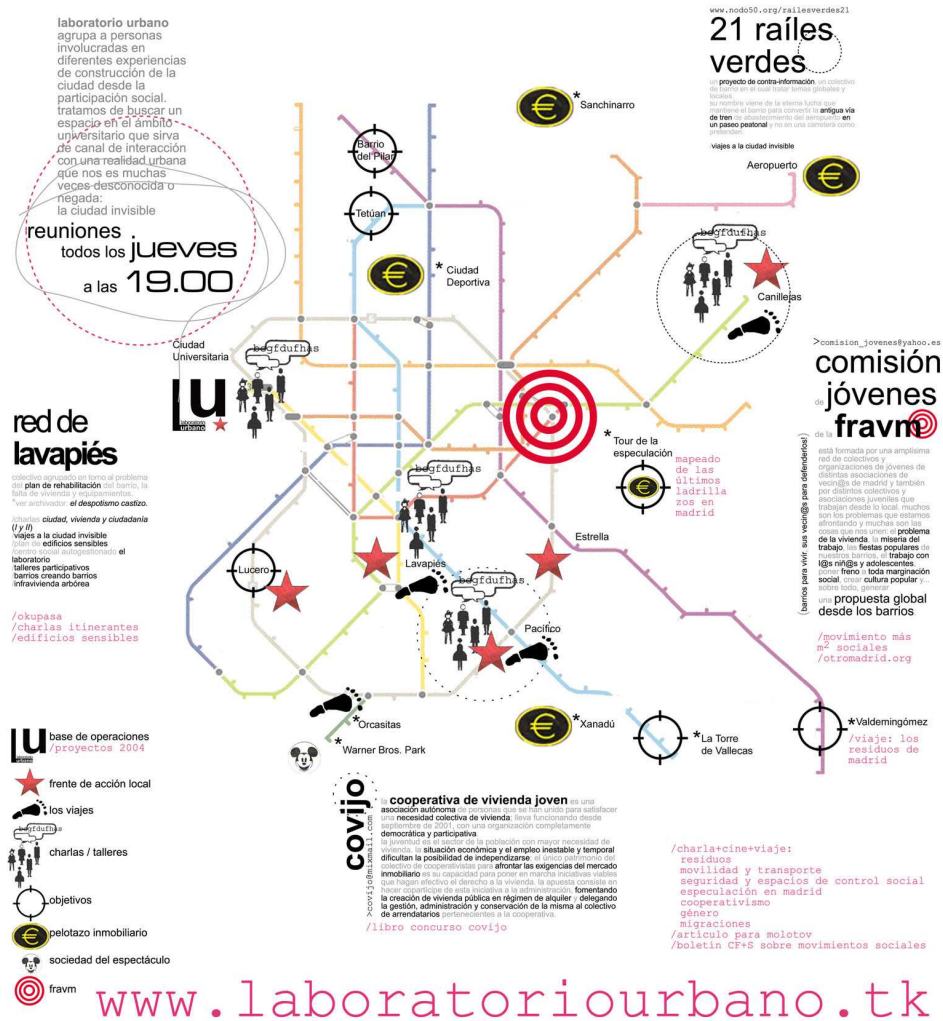 laboratorio urbano
agrupa a personas
involucradas en
diferentes experiencias
de construcción de la
ciudad desde la
participación social.
tratamos de buscar un
espacio en el ámbito
universitario que sirva
de canal de interacción
con una realidad urbana
que nos es muchas
veces desconocida o
negada:
la ciudad invisible
reuniones
todos los jueves
a las 19.00
www.nodo50.org/railesverdes21
21 raíles
verdes
un proyecto de contra-información, un colectivo
de barrio en el cual tratar temas globales y
locales.
su nombre viene de la eterna lucha que
mantiene el barrio para convertir la antigua vía
de tren de abastecimiento del aeropuerto en
un paseo peatonal y no en una carretera como
pretenden.
/viajes a la ciudad invisible
* Sanchinarro
Aeropuerto
Barrio
del Pilar
Tetúan
* Ciudad
Deportiva
bcgfdufhas
Canillejas
Ciudad
Universitaria
bcgfdufhas
Lu
laboratorio
urbano
>comision_jovenes@yahoo.es
comisión
de jóvenes
de la fravm
(barrios para vivir. sus vecin@s para defenderlos!)
está formada por una amplísima
red de colectivos y
organizaciones de jóvenes de
distintas asociaciones de
vecin@s de madrid y también
por distintos colectivos y
asociaciones juveniles que
trabajan desde lo local. muchos
son los problemas que estamos
afrontando y muchas son las
cosas que nos unen: el problema
de la vivienda, la miseria del
trabajo, las fiestas populares de
nuestros barrios, el trabajo con
l@s niñ@s y adolescentes,
poner freno a toda marginación
social, crear cultura popular y...
sobre todo, generar
una propuesta global
desde los barrios
/movimiento más
m2 sociales
/otromadrid.org
red de
lavapiés
colectivo agrupado en torno al problema
del plan de rehabilitación del barrio, la
falta de vivienda y equipamientos.
*ver archivador: el despotismo castizo.
/charlas ciudad, vivienda y ciudadanía
(I y II)
/viajes a la ciudad invisible
/plan de edificios sensibles
/centro social autogestionado el
laboratorio
talleres participativos
barrios creando barrios
infravivienda arbórea
/okupasa
/charlas itinerantes
/edificios sensibles
* Tour de la
especulación
mapeado
de las
últimos
ladrilla
zos en
madrid
bcgfdufhas
Estrella
Lucero
Lavapiés
bcgfdufhas
Pacífico
*Orcasitas
*Warner Bros. Park
*Xanadú
*La Torre
de Vallecas
*Valdemingómez
/viaje: los
residuos de
madrid
Lu
laboratorio
urbano
base de operaciones
/proyectos 2004
frente de acción local
los viajes
bcgfdufhas
charlas / talleres
objetivos
pelotazo inmobiliario
sociedad del espectáculo
fravm
covijo
>covijo@mixmail.com
la cooperativa de vivienda joven es una
asociación autónoma de personas que se han unido para satisfacer
una necesidad colectiva de vivienda; lleva funcionando desde
septiembre de 2001, con una organización completamente
democrática y participativa.
la juventud es el sector de la población con mayor necesidad de
vivienda, la situación económica y el empleo inestable y temporal
dificultan la posibilidad de independizarse: el único patrimonio del
colectivo de cooperativistas para afrontar las exigencias del mercado
inmobiliario es su capacidad para poner en marcha iniciativas viables
que hagan efectivo el derecho a la vivienda. la apuesta consiste en
hacer copartícipe de esta iniciativa a la administración, fomentando
la creación de vivienda pública en régimen de alquiler y delegando
la gestión, administración y conservación de la misma al colectivo
de arrendatarios pertenecientes a la cooperativa.
/libro concurso covijo
/charla+cine+viaje:
residuos
movilidad y transporte
seguridad y espacios de control social
especulación en madrid
cooperativismo
género
migraciones
/artículo para molotov
/boletin CF+S sobre movimientos sociales
www.laboratoriourbano.tk